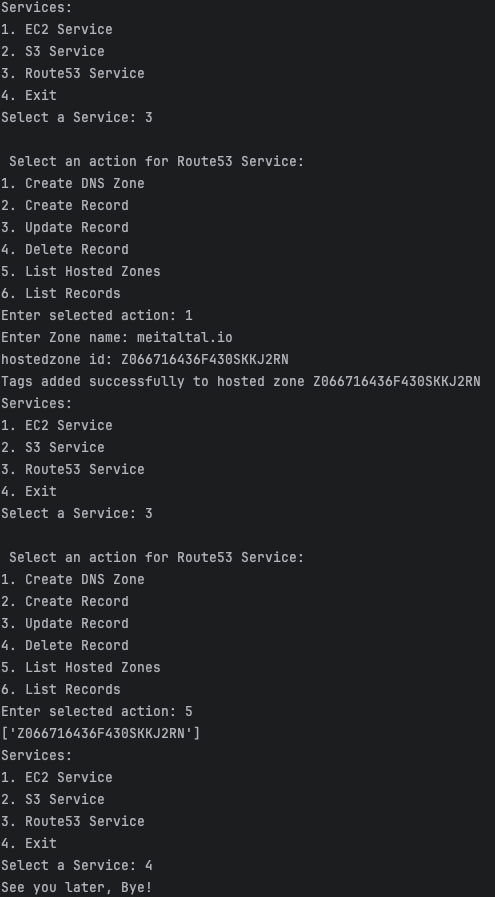 Services:
1. EC2 Service
2. S3 Service
3. Route53 Service
4. Exit
Select a Service: 3

 Select an action for Route53 Service:
1. Create DNS Zone
2. Create Record
3. Update Record
4. Delete Record
5. List Hosted Zones
6. List Records
Enter selected action: 1
Enter Zone name: meitaltal.io
hostedzone id: Z066716436F430SKKJ2RN
Tags added successfully to hosted zone Z066716436F430SKKJ2RN
Services:
1. EC2 Service
2. S3 Service
3. Route53 Service
4. Exit
Select a Service: 3

 Select an action for Route53 Service:
1. Create DNS Zone
2. Create Record
3. Update Record
4. Delete Record
5. List Hosted Zones
6. List Records
Enter selected action: 5
['Z066716436F430SKKJ2RN']
Services:
1. EC2 Service
2. S3 Service
3. Route53 Service
4. Exit
Select a Service: 4
See you later, Bye!